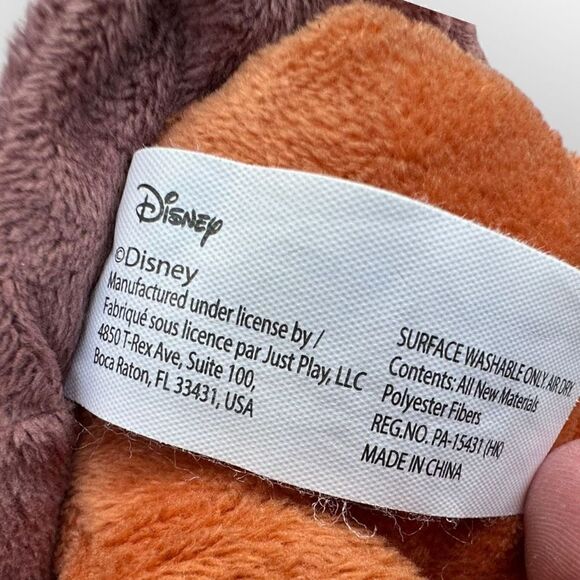 Disney
©Disney
Manufactured under license by /
Fabriqué sous licence par Just Play, LLC
4850 T-Rex Ave, Suite 100,
Boca Raton, FL 33431, USA
SURFACE WASHABLE ONLY. AIR DRY.
Contents: All New Materials
Polyester Fibers
REG.NO. PA-15431 (HK)
MADE IN CHINA